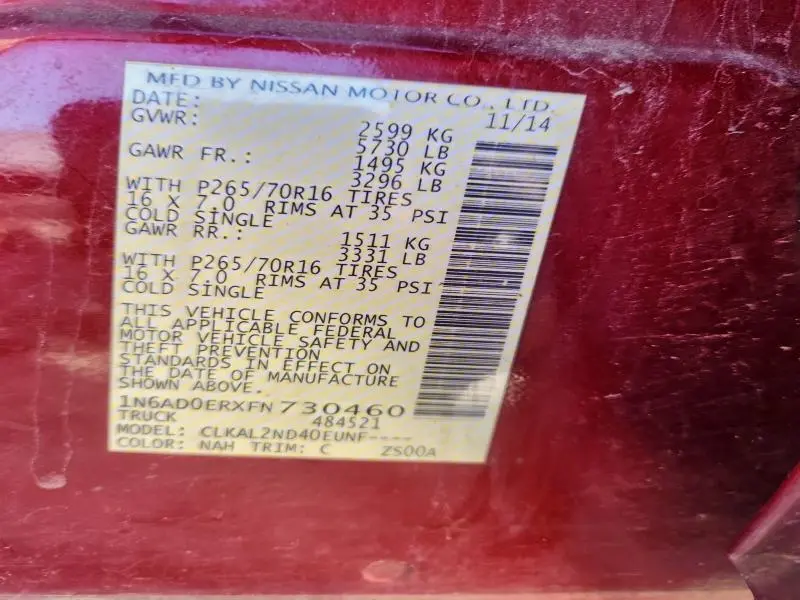 MFD BY NISSAN MOTOR CO., LTD.
DATE: 11/14
GVWR: 2599 KG
5730 LB
GAWR FR.: 1495 KG
3296 LB
WITH P265/70R16 TIRES
16 X 7.0 RIMS AT 35 PSI
COLD SINGLE
GAWR RR.: 1511 KG
3331 LB
WITH P265/70R16 TIRES
16 X 7.0 RIMS AT 35 PSI
COLD SINGLE
THIS VEHICLE CONFORMS TO
ALL APPLICABLE FEDERAL
MOTOR VEHICLE SAFETY AND
THEFT PREVENTION
STANDARDS IN EFFECT ON
THE DATE OF MANUFACTURE
SHOWN ABOVE.
1N6AD0ERXFN730460
TRUCK 484521
MODEL: CLKAL2ND40EUNF----
COLOR: NAH TRIM: C ZS00A